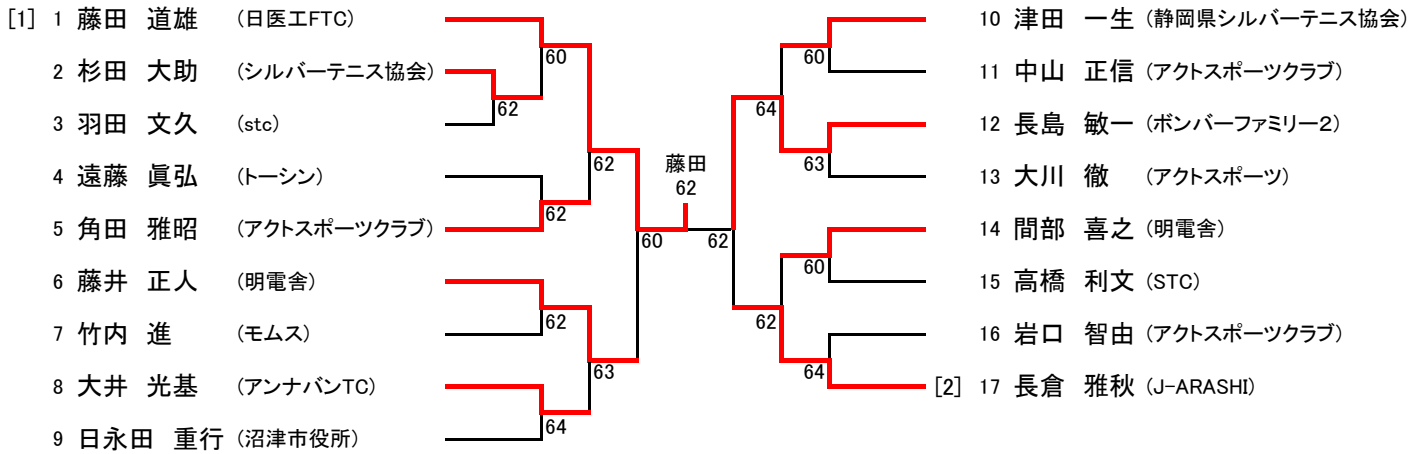 [1] 1 藤田 道雄 (日医工FTC)
2 杉田 大助 (シルバーテニス協会)
3 羽田 文久 (stc)
4 遠藤 眞弘 (トーシン)
5 角田 雅昭 (アクトスポーツクラブ)
6 藤井 正人 (明電舎)
7 竹内 進 (モムス)
8 大井 光基 (アンナバンTC)
9 日永田 重行 (沼津市役所)
60
62
62
62
62
63
64
60
藤田
62
62
60
64
63
60
62
64
10 津田 一生 (静岡県シルバーテニス協会)
11 中山 正信 (アクトスポーツクラブ)
12 長島 敏一 (ボンバーファミリー2)
13 大川 徹 (アクトスポーツ)
14 間部 喜之 (明電舎)
15 高橋 利文 (STC)
16 岩口 智由 (アクトスポーツクラブ)
[2] 17 長倉 雅秋 (J-ARASHI)